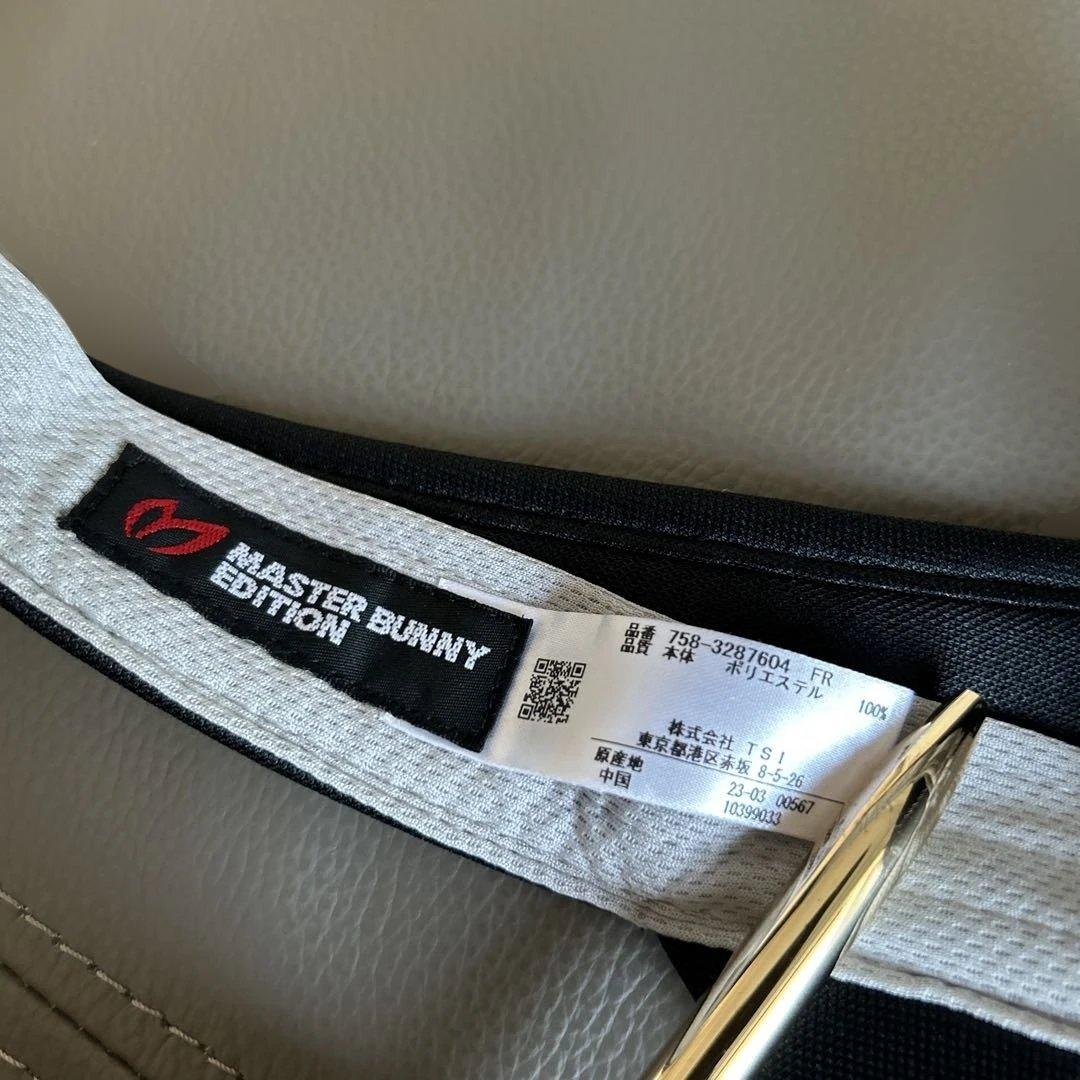 MASTER BUNNY
EDITION
品番 758-3287604 FR
品質 本体 ポリエステル 100%
株式会社 TSI
東京都港区赤坂 8-5-26
原産地
中国
23-03 00567
10399033